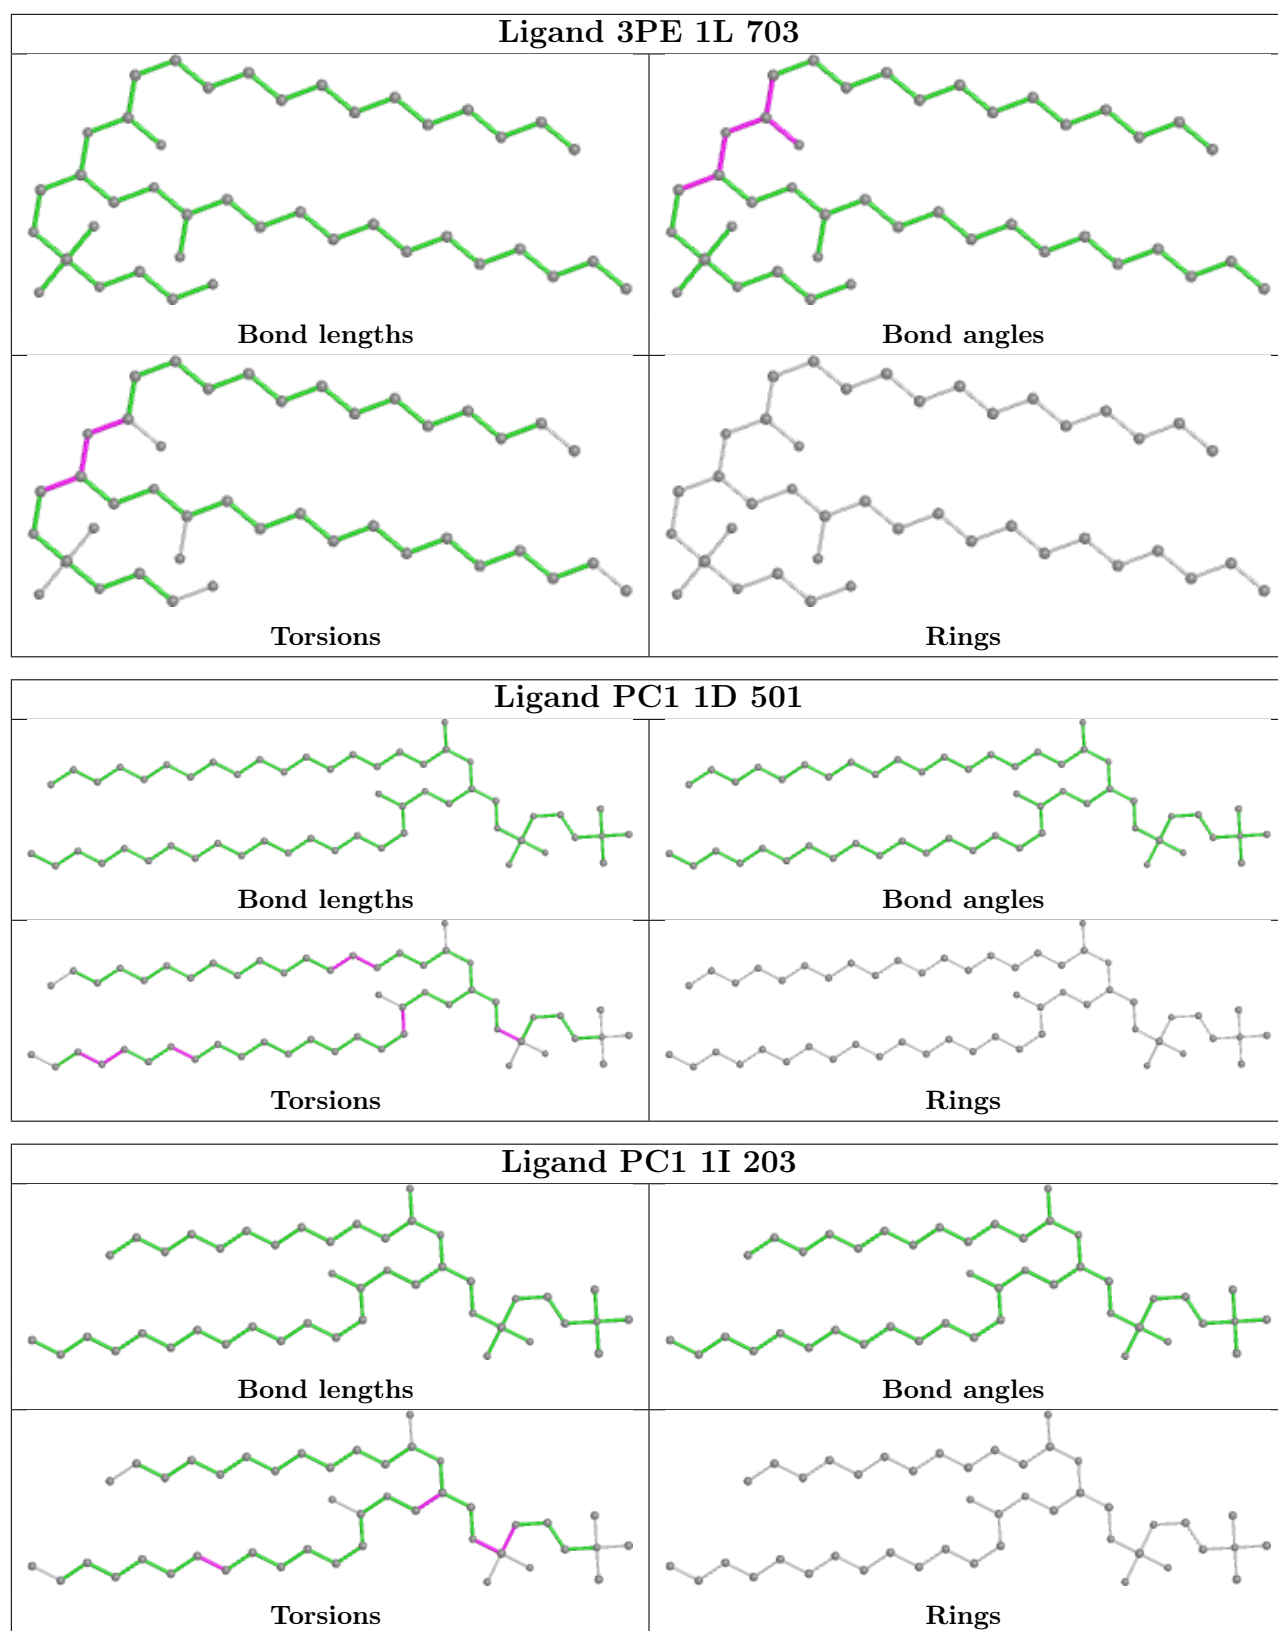 Ligand 3PE 1L 703
Bond lengths
Bond angles
Torsions
Rings
Ligand PC1 1D 501
Bond lengths
Bond angles
Torsions
Rings
Ligand PC1 1I 203
Bond lengths
Bond angles
Torsions
Rings